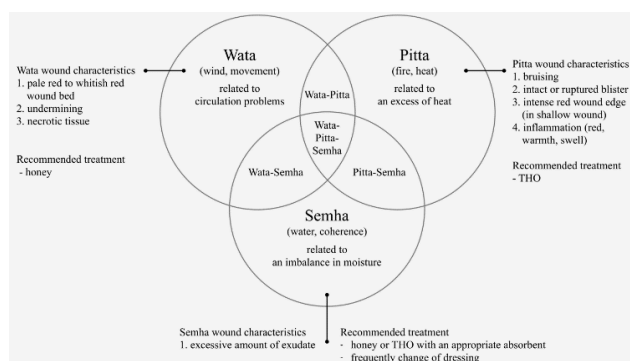 Wata
(wind, movement)
related to
circulation problems
Pitta
(fire, heat)
related to
an excess of heat
Wata-Pitta
Wata-
Pitta-
Semha
Wata-Semha
Pitta-Semha
Semha
(water, coherence)
related to
an imbalance in moisture
Wata wound characteristics
1. pale red to whitish red
wound bed
2. undermining
3. necrotic tissue
Recommended treatment
- honey
Pitta wound characteristics
1. bruising
2. intact or ruptured blister
3. intense red wound edge
(in shallow wound)
4. inflammation (red,
warmth, swell)
Recommended treatment
- THO
Semha wound characteristics
1. excessive amount of exudate
Recommended treatment
- honey or THO with an appropriate absorbent
- frequently change of dressing